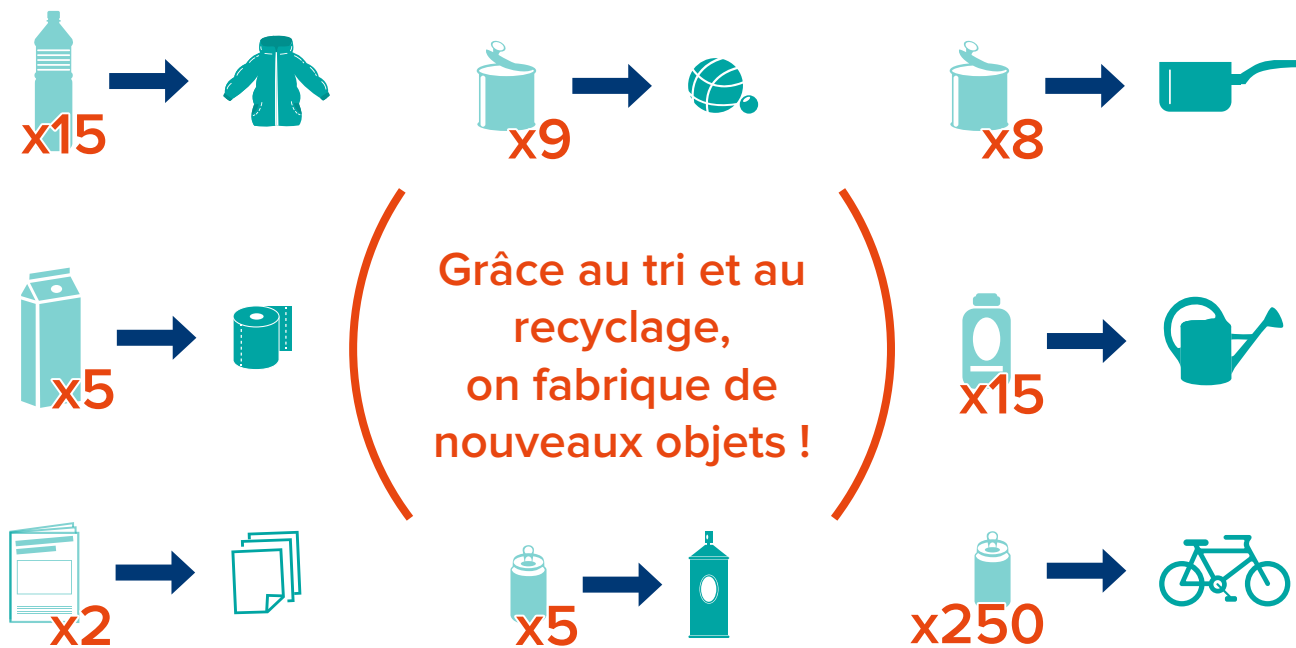 x15
x9
x8
Grâce au tri et au
recyclage,
on fabrique de
nouveaux objets !
x5
x15
x2
x5
x250